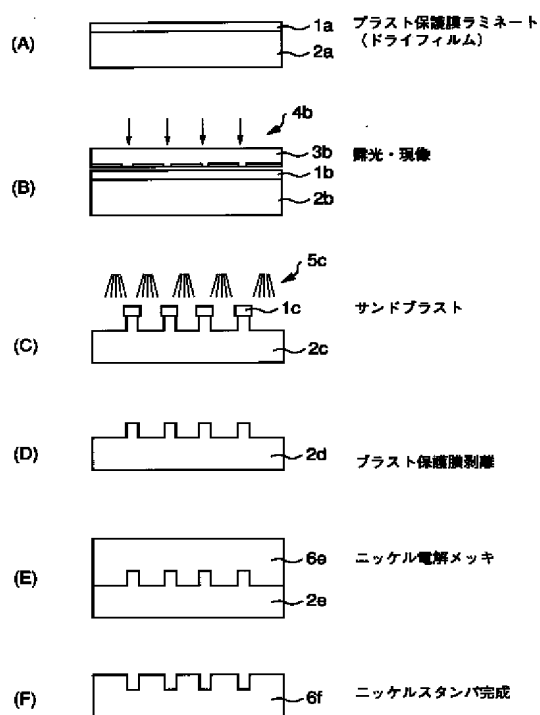 (A)
1a
2a
ブラスト保護膜ラミネート
(ドライフィルム)
(B)
4b
3b
1b
2b
露光・現像
(C)
5c
1c
2c
サンドブラスト
(D)
2d
ブラスト保護膜剥離
(E)
6e
2e
ニッケル電解メッキ
(F)
6f
ニッケルスタンパ完成